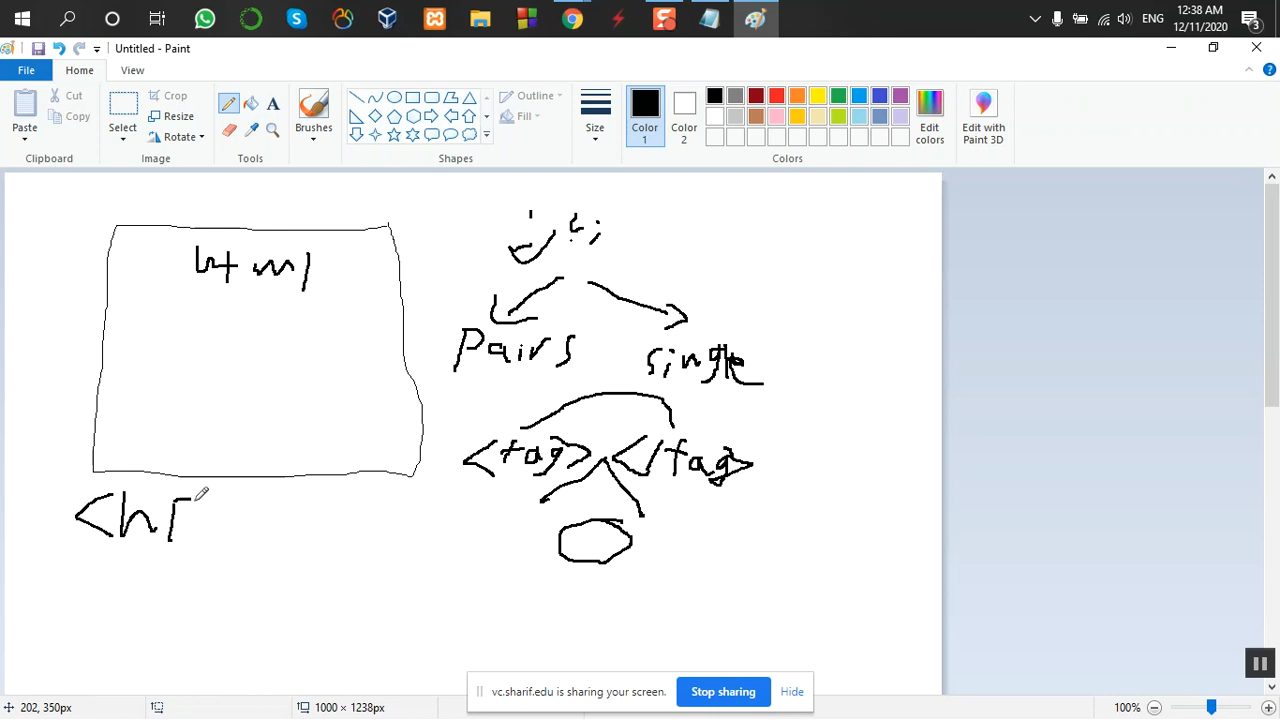 12:38 AM
ENG
12/11/2020
3
Untitled - Paint
File
Home
View
Cut
Crop
Outline
Copy
Resize
Fill
Paste
Select
Rotate
Brushes
Size
Color 1
Color 2
Edit colors
Edit with Paint 3D
Clipboard
Image
Tools
Shapes
Colors
html
Pairs
single
<tag> </tag>
<hr
vc.sharif.edu is sharing your screen.
Stop sharing
Hide
202, 350px
1000 × 1238px
100%